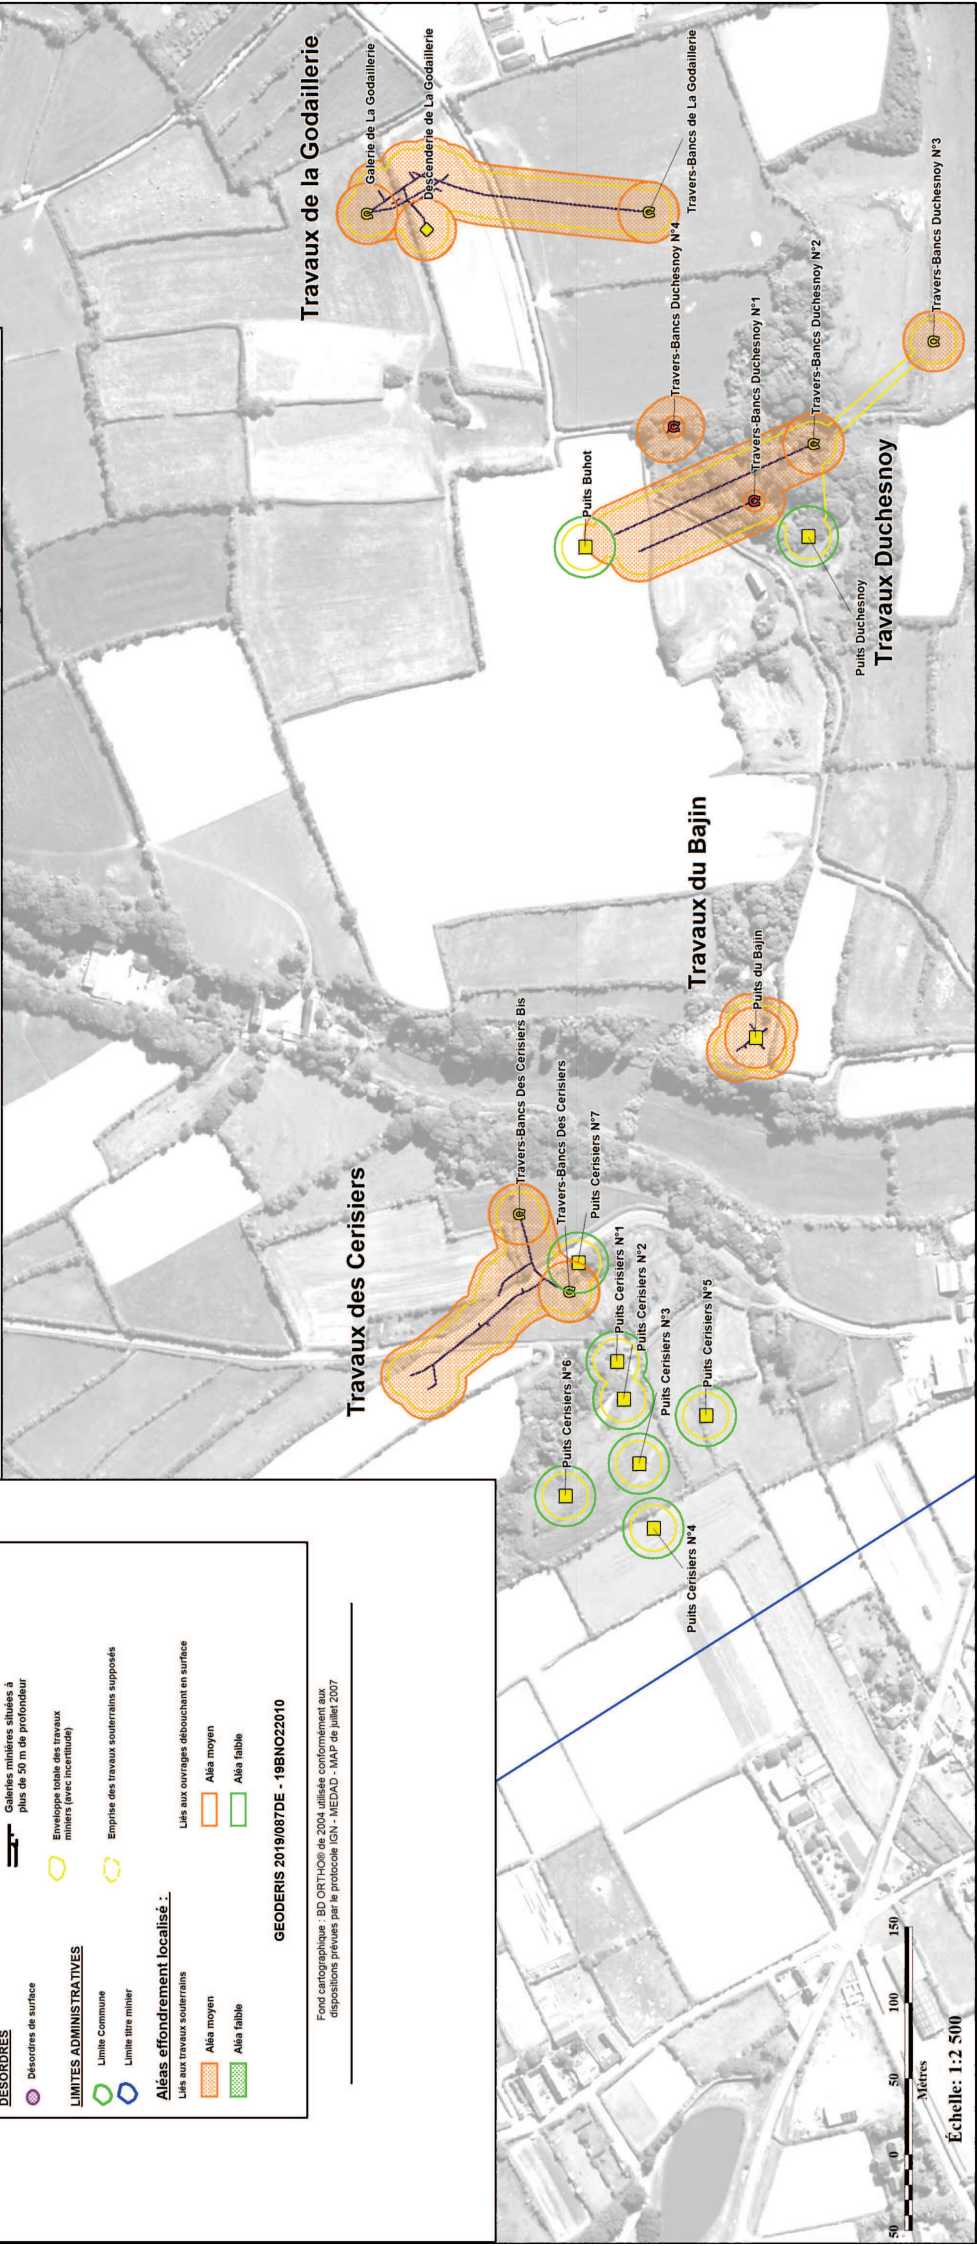 DÉSORDRES
Désordres de surface
LIMITES ADMINISTRATIVES
Limite Commune
Limite titre minier
Galeries minières situées à
plus de 50 m de profondeur
Enveloppe totale des travaux
miniers (avec incertitude)
Emprise des travaux souterrains supposés
Aléas effondrement localisé :
Liés aux travaux souterrains
Aléa moyen
Aléa faible
Liés aux ouvrages débouchant en surface
Aléa moyen
Aléa faible
GEODERIS 2019/087DE - 19BNO22010
Fond cartographique : BD ORTHO® de 2004 utilisée conformément aux
dispositions prévues par le protocole IGN - MEDAD - MAP de juillet 2007
Travaux des Cerisiers
Travers-Bancs Des Cerisiers Bis
Travers-Bancs Des Cerisiers
Puits Cerisiers N°7
Puits Cerisiers N°1
Puits Cerisiers N°2
Puits Cerisiers N°3
Puits Cerisiers N°6
Puits Cerisiers N°5
Puits Cerisiers N°4
Travaux du Bajin
Puits du Bajin
Travaux de la Godaillerie
Galerie de La Godaillerie
Descenderie de La Godaillerie
Travers-Bancs de La Godaillerie
Puits Buhot
Travers-Bancs Duchesnoy N°4
Travers-Bancs Duchesnoy N°1
Travers-Bancs Duchesnoy N°2
Travers-Bancs Duchesnoy N°3
Puits Duchesnoy
Travaux Duchesnoy
50 0 50 100 150
Mètres
Échelle: 1:2 500